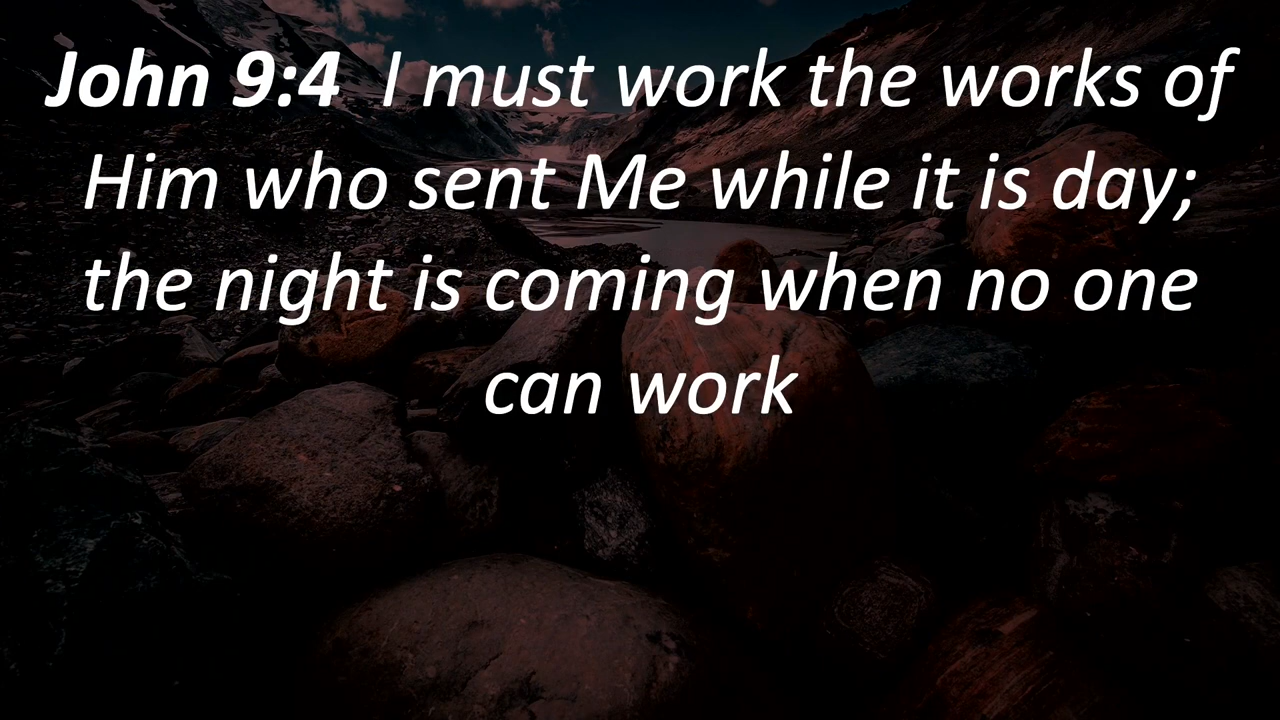 John 9:4 I must work the works of
Him who sent Me while it is day;
the night is coming when no one
can work